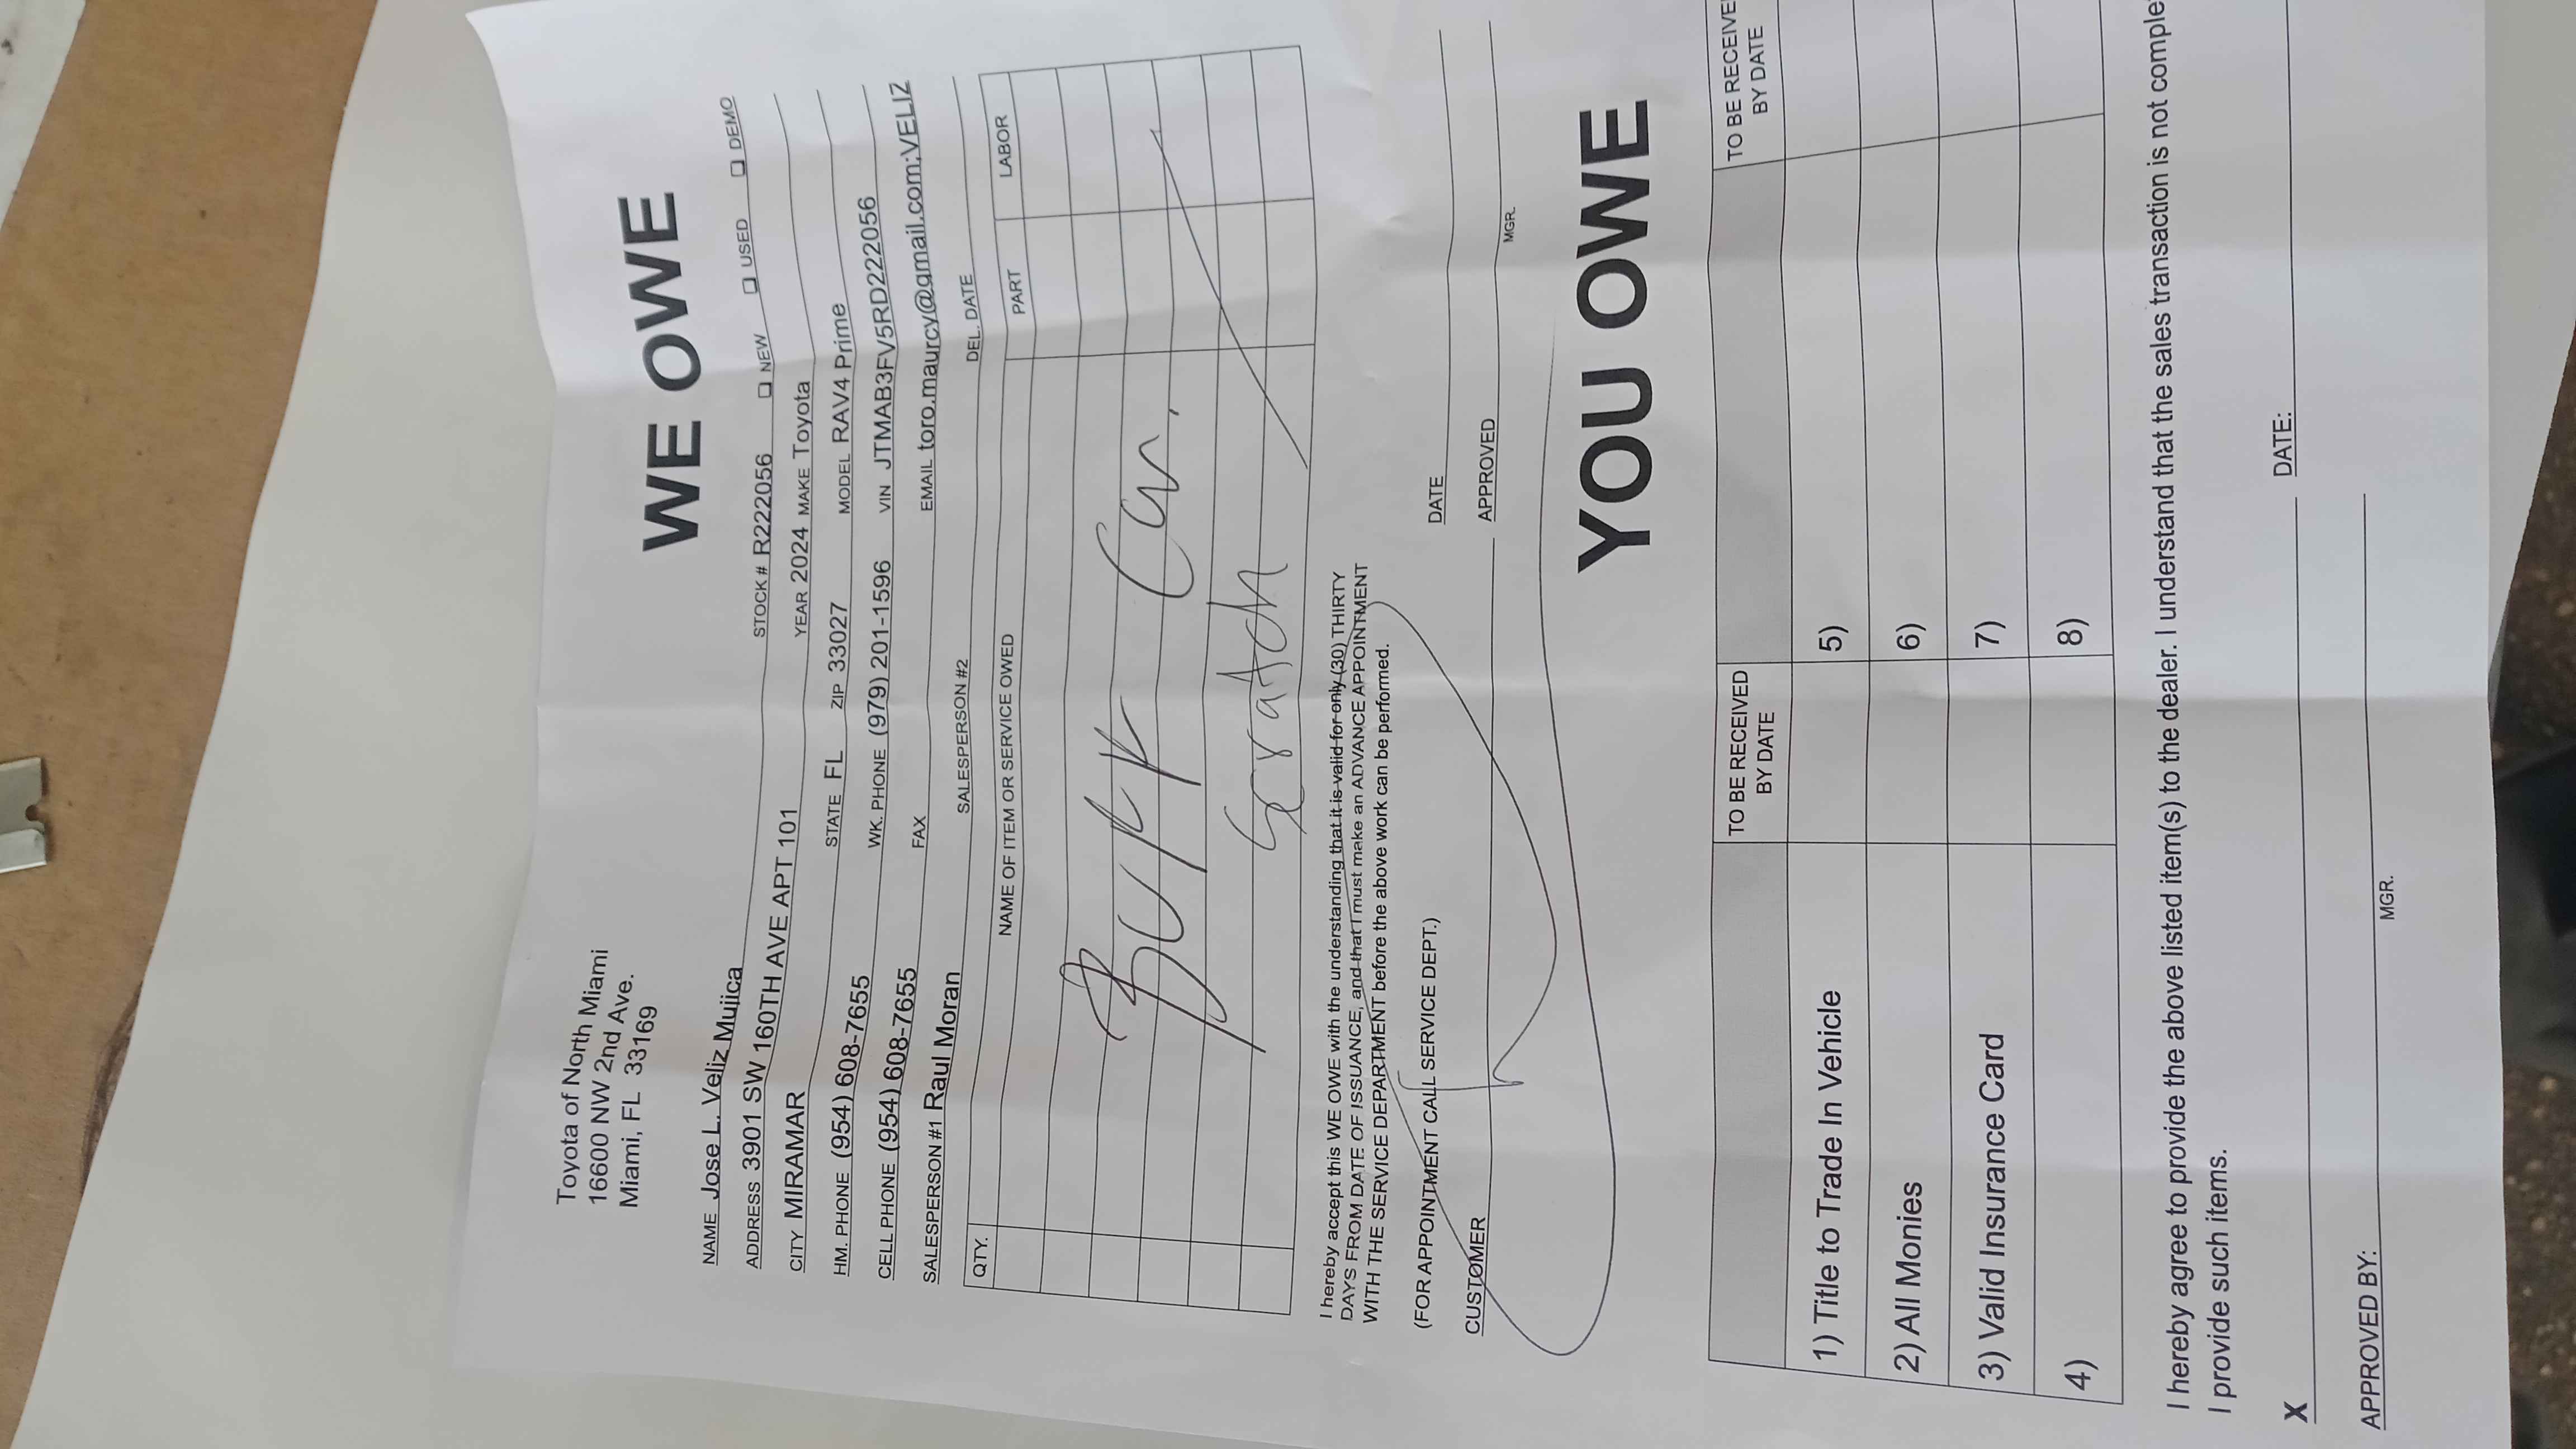 Toyota of North Miami
16600 NW 2nd Ave.
Miami, FL 33169
WE OWE
NAME Jose L. Veliz Mujica STOCK # R222056 NEW USED DEMO
ADDRESS 3901 SW 160TH AVE APT 101 YEAR 2024 MAKE Toyota
CITY MIRAMAR STATE FL ZIP 33027 MODEL RAV4 Prime
HM. PHONE (954) 608-7655 WK. PHONE (979) 201-1596 VIN JTMAB3FV5RD222056
CELL PHONE (954) 608-7655 FAX EMAIL toro.maurcy@gmail.com;VELIZ
SALESPERSON #1 Raul Moran SALESPERSON #2 DEL. DATE
QTY. NAME OF ITEM OR SERVICE OWED PART LABOR
Scratch
I hereby accept this WE OWE with the understanding that it is valid for only (30) THIRTY
DAYS FROM DATE OF ISSUANCE, and that I must make an ADVANCE APPOINTMENT
WITH THE SERVICE DEPARTMENT before the above work can be performed.
(FOR APPOINTMENT CALL SERVICE DEPT.) DATE
CUSTOMER APPROVED
MGR.
YOU OWE
TO BE RECEIVED BY DATE TO BE RECEIVE BY DATE
1) Title to Trade In Vehicle 5)
2) All Monies 6)
3) Valid Insurance Card 7)
4) 8)
I hereby agree to provide the above listed item(s) to the dealer. I understand that the sales transaction is not comple
I provide such items.
X DATE:
APPROVED BY:
MGR.